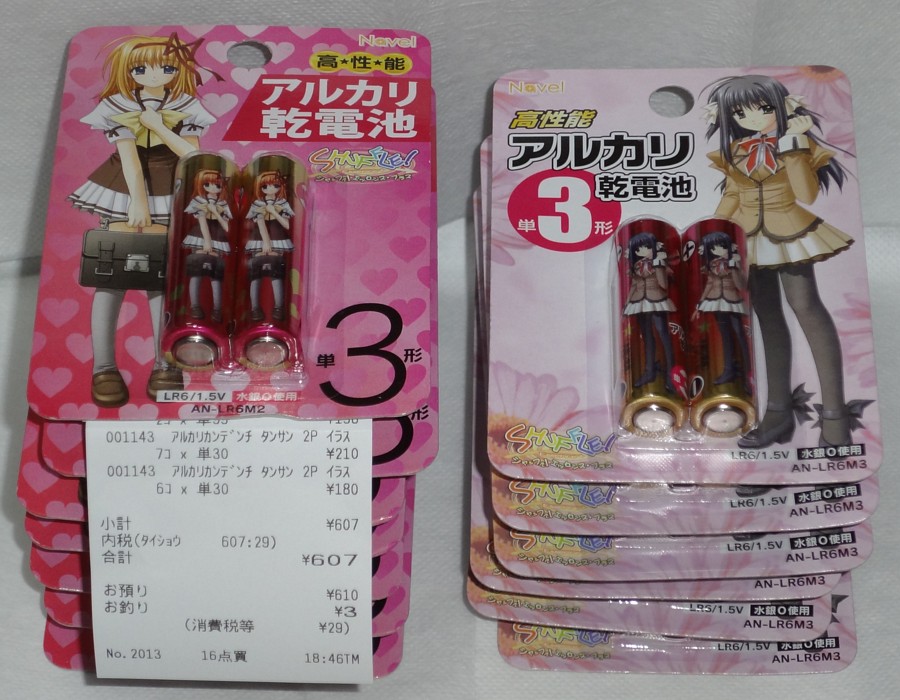 Navel
高★性★能
アルカリ
乾電池
SHUFFLE!
単3形
LR6/1.5V 水銀0使用
AN-LR6M2
形
001143 アルカリカンデンチ タンサン 2P イラス
7コ x 単30 ¥210
001143 アルカリカンデンチ タンサン 2P イラス
6コ x 単30 ¥180
小計 ¥607
内税(タイショウ 607:29)
合計 ¥607
お預り ¥610
お釣り ¥3
(消費税等 ¥29)
No.2013 16点買 18:46TM
Navel
高性能
アルカリ
乾電池
単3形
SHUFFLE!
LR6/1.5V 水銀0使用
AN-LR6M3
SHUFFLE!
LR6/1.5V 水銀0使用
AN-LR6M3
SHUFFLE!
LR6/1.5V 水銀0使用
AN-LR6M3
LR6/1.5V 水銀0使用
AN-LR6M3
SHUFFLE!
LR6/1.5V 水銀0使用
AN-LR6M3